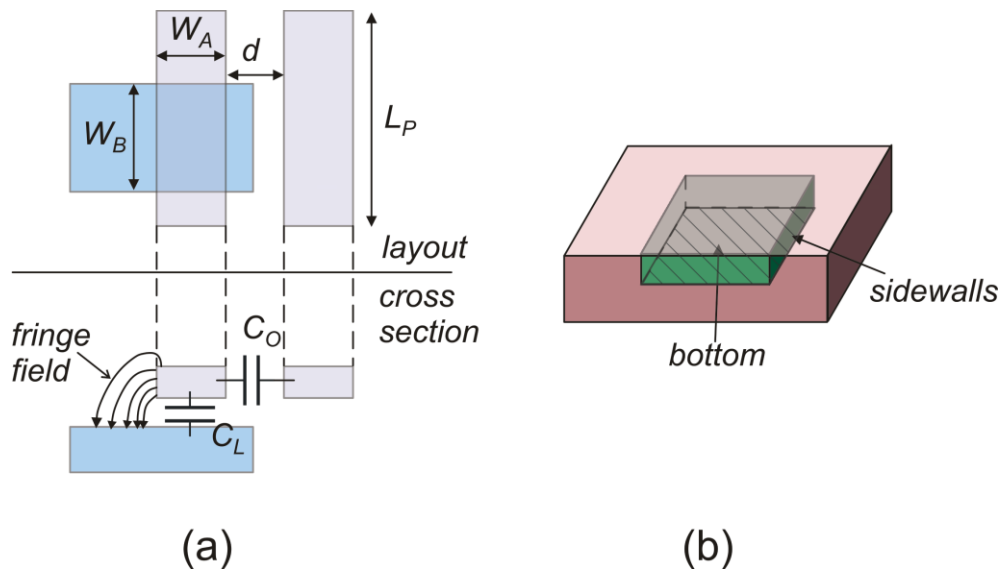 W_A
d
W_B
L_P
layout
cross
section
fringe
field
C_O
C_L
sidewalls
bottom
(a)
(b)